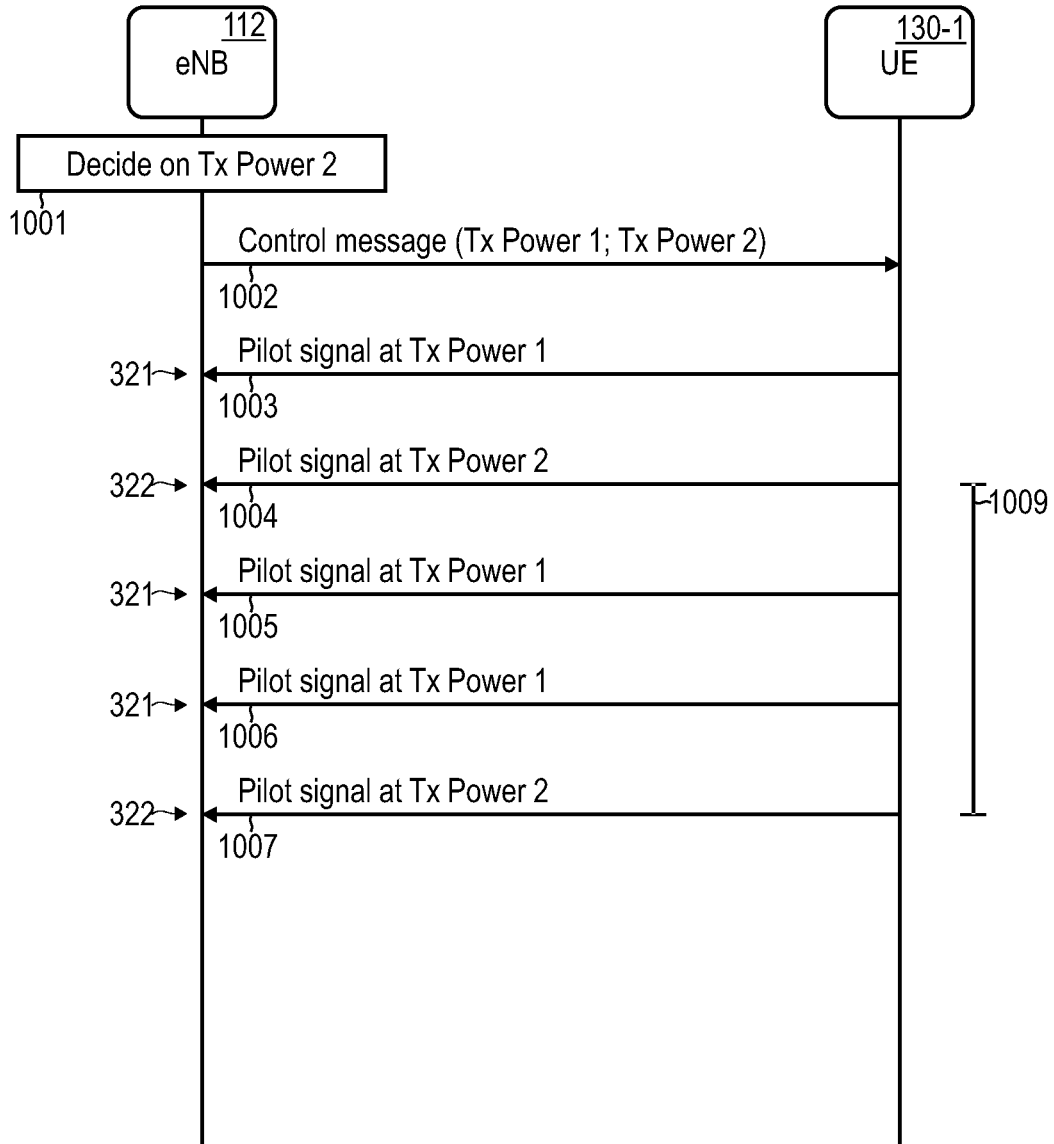 112
eNB
130-1
UE
Decide on Tx Power 2
1001
Control message (Tx Power 1; Tx Power 2)
1002
Pilot signal at Tx Power 1
321
1003
Pilot signal at Tx Power 2
322
1004
1009
Pilot signal at Tx Power 1
321
1005
Pilot signal at Tx Power 1
321
1006
Pilot signal at Tx Power 2
322
1007